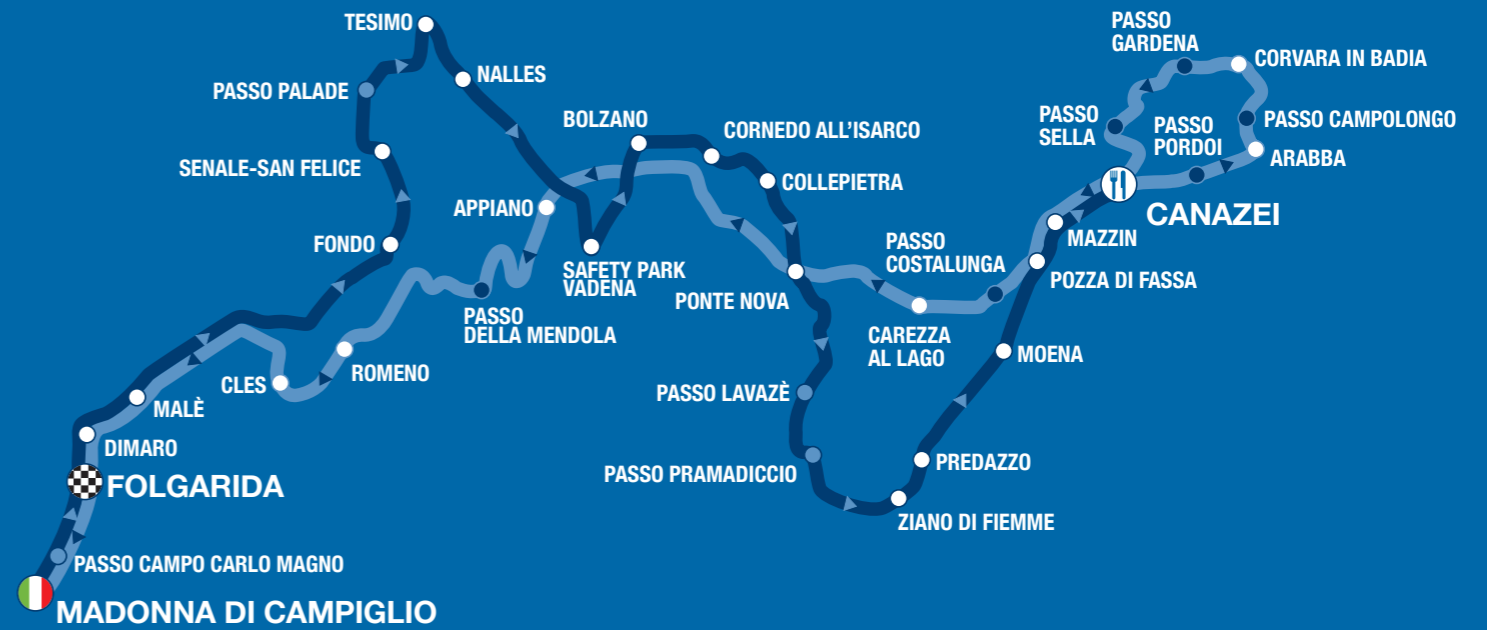 TESIMO
PASSO
GARDENA
CORVARA IN BADIA
NALLES
PASSO PALADE
BOLZANO
CORNEDO ALL'ISARCO
PASSO
SELLA
PASSO
PORDOI
PASSO CAMPOLONGO
ARABBA
SENALE-SAN FELICE
COLLEPIETRA
APPIANO
CANAZEI
FONDO
MAZZIN
PASSO
COSTALUNGA
SAFETY PARK
VADENA
PONTE NOVA
POZZA DI FASSA
PASSO
DELLA MENDOLA
CAREZZA
AL LAGO
MOENA
ROMENO
CLES
PASSO LAVAZÈ
MALÈ
DIMARO
PREDAZZO
PASSO PRAMADICCIO
FOLGARIDA
ZIANO DI FIEMME
PASSO CAMPO CARLO MAGNO
MADONNA DI CAMPIGLIO